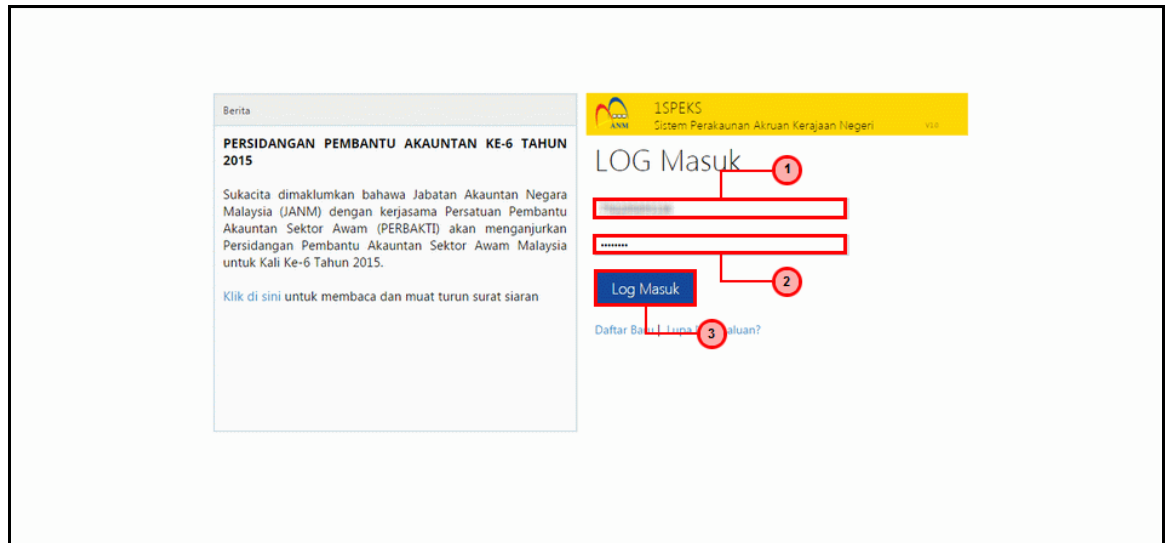 Berita
PERSIDANGAN PEMBANTU AKAUNTAN KE-6 TAHUN
2015
Sukacita dimaklumkan bahawa Jabatan Akauntan Negara
Malaysia (JANM) dengan kerjasama Persatuan Pembantu
Akauntan Sektor Awam (PERBAKTI) akan menganjurkan
Persidangan Pembantu Akauntan Sektor Awam Malaysia
untuk Kali Ke-6 Tahun 2015.
Klik di sini untuk membaca dan muat turun surat siaran
ANM
1SPEKS
Sistem Perakaunan Akruan Kerajaan Negeri
V1.0
LOG Masuk
1
2
Log Masuk
Daftar | Lupa
3